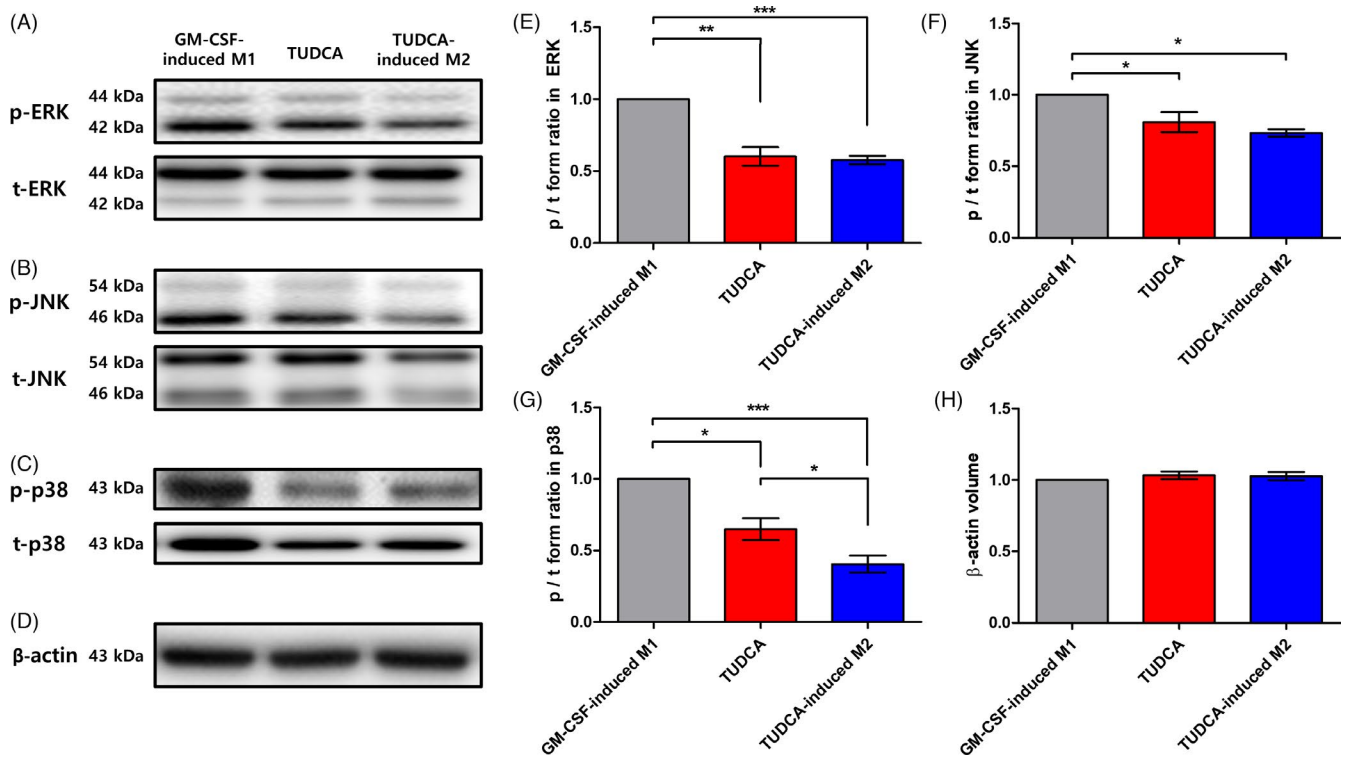 (A)
GM-CSF-
induced M1
TUDCA
TUDCA-
induced M2
p-ERK
44 kDa
42 kDa
t-ERK
44 kDa
42 kDa
(B)
p-JNK
54 kDa
46 kDa
t-JNK
54 kDa
46 kDa
(C)
p-p38
43 kDa
t-p38
43 kDa
(D)
β-actin
43 kDa
(E)
p / t form ratio in ERK
1.5
1.0
0.5
0.0
**
***
GM-CSF-induced M1
TUDCA
TUDCA-induced M2
(F)
p / t form ratio in JNK
1.5
1.0
0.5
0.0
*
*
GM-CSF-induced M1
TUDCA
TUDCA-induced M2
(G)
p / t form ratio in p38
1.5
1.0
0.5
0.0
***
*
*
GM-CSF-induced M1
TUDCA
TUDCA-induced M2
(H)
β-actin volume
1.5
1.0
0.5
0.0
GM-CSF-induced M1
TUDCA
TUDCA-induced M2